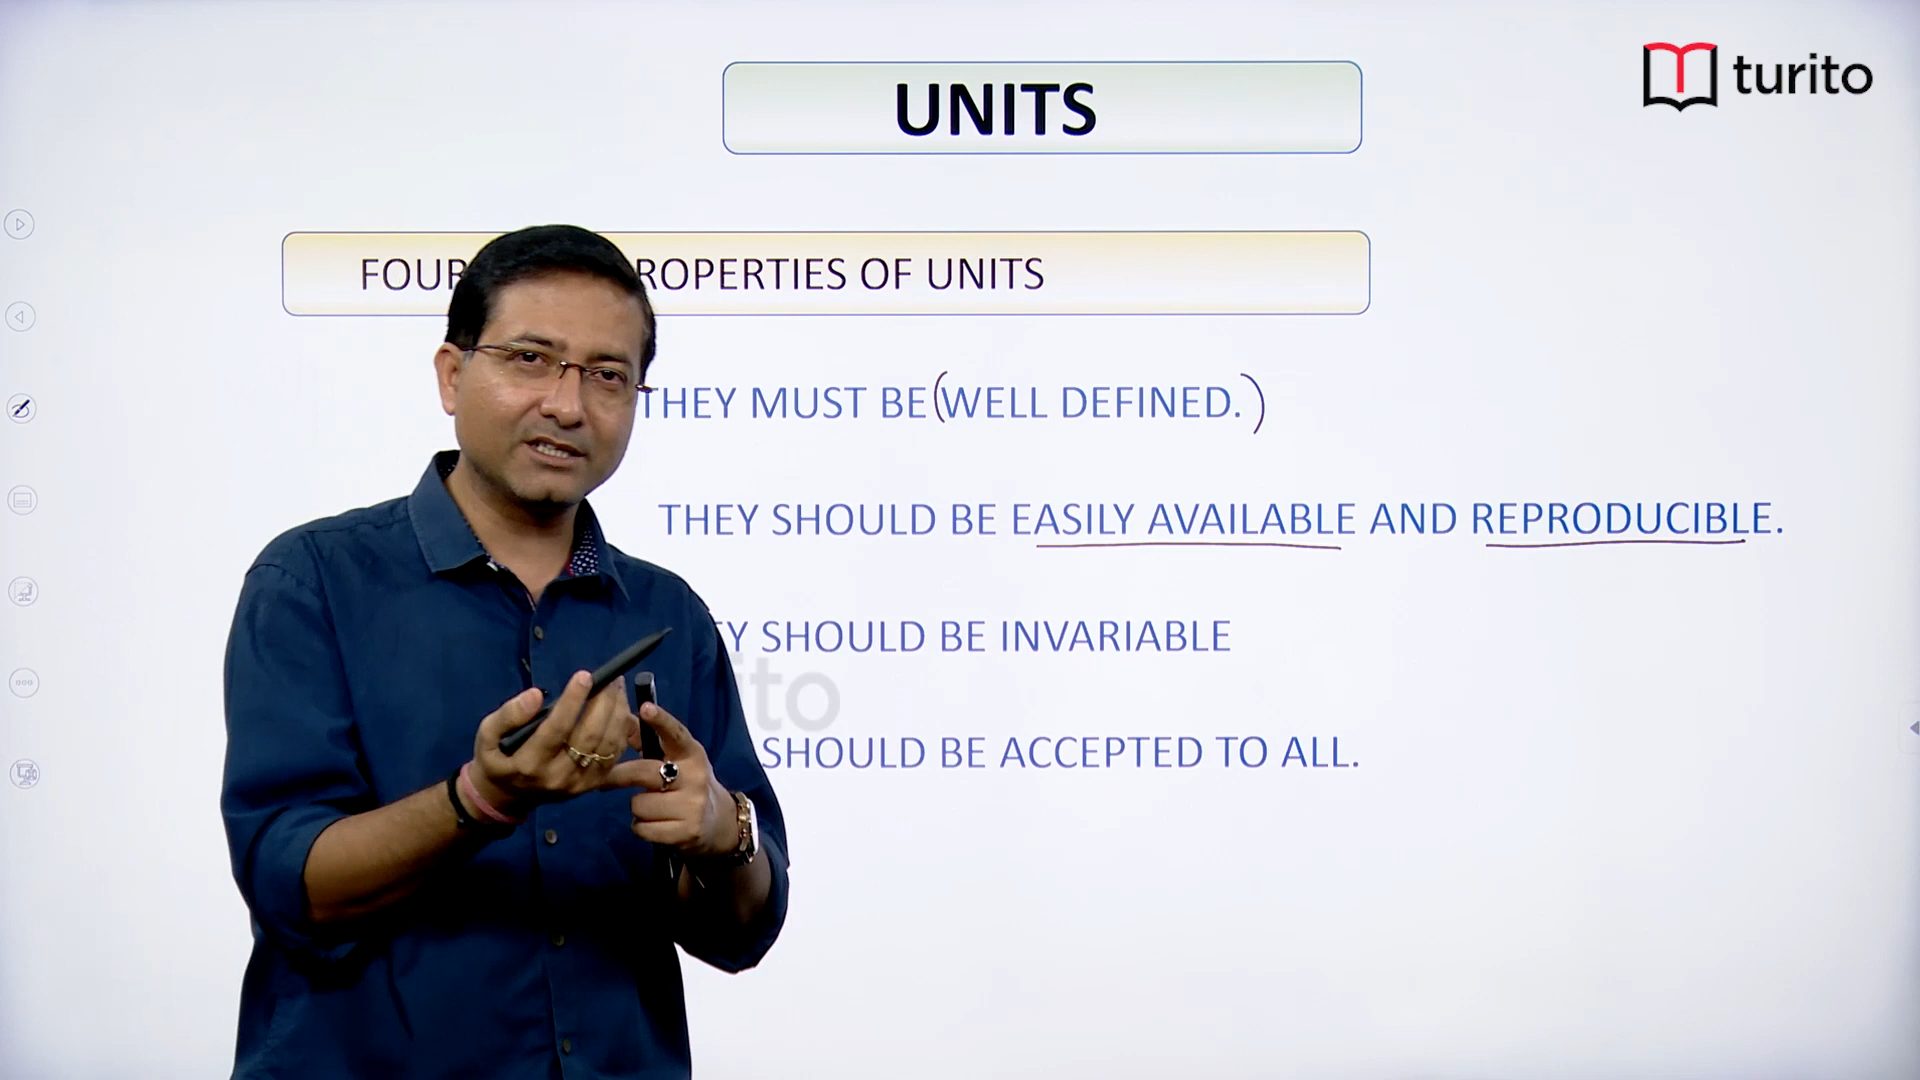 turito
UNITS
FOUR PROPERTIES OF UNITS
THEY MUST BE (WELL DEFINED.)
THEY SHOULD BE EASILY AVAILABLE AND REPRODUCIBLE.
SHOULD BE INVARIABLE
SHOULD BE ACCEPTED TO ALL.